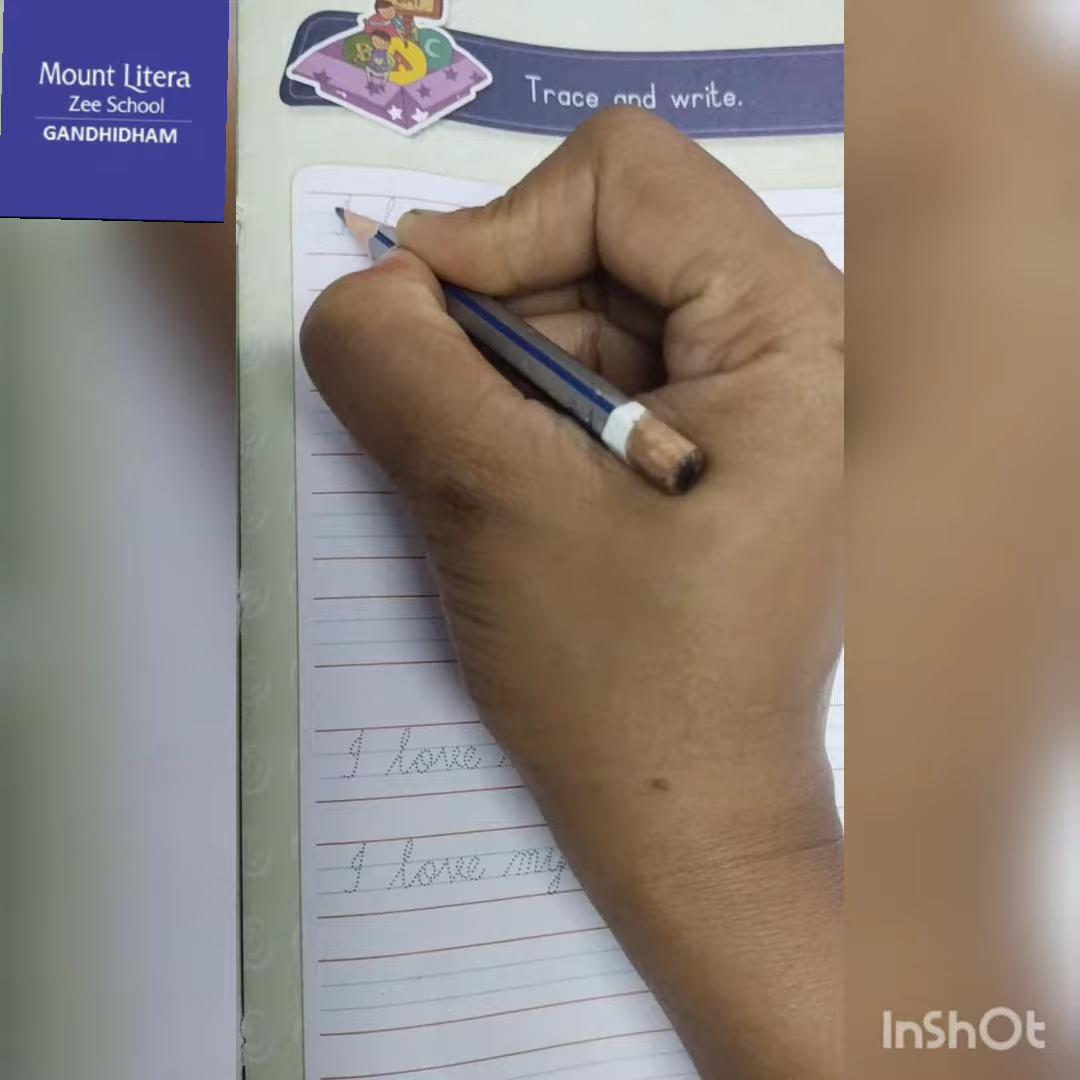 Mount Litera
Zee School
GANDHIDHAM
B A C
Trace and write.
I love
I love my
InShOt